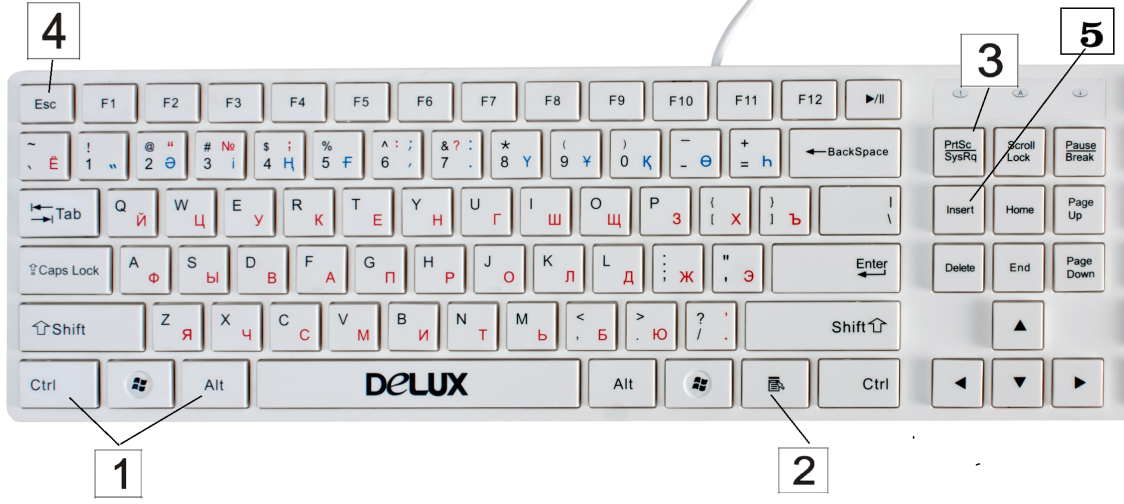 4
5
3
Esc F1 F2 F3 F4 F5 F6 F7 F8 F9 F10 F11 F12 ►/II
~ ` Ё ! 1 “ @ " 2 Ә # № 3 і $ ; 4 Ң % 5 Ғ ^ : ; 6 , & ? : 7 . * 8 Ү ( 9 ¥ ) 0 Қ _ - Ө + = һ ←BackSpace PrtSc SysRq Scroll Lock Pause Break
Tab Q Й W Ц E У R К T Е Y Н U Г I Ш O Щ P З { [ Х } ] Ъ | \ Insert Home Page Up
⇧Caps Lock A Ф S Ы D В F А G П H Р J О K Л L Д : ; Ж " ' Э Enter Delete End Page Down
⇧Shift Z Я X Ч C С V М B И N Т M Ь < , Б > . Ю ? / ' . Shift⇧ ▲
Ctrl Alt DELUX Alt Ctrl ◄ ▼ ►
1
2